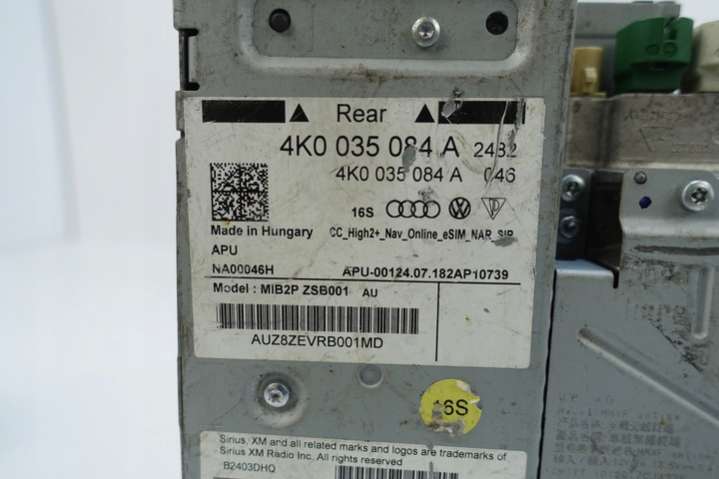 Rear
4K0 035 084 A 2482
4K0 035 084 A 046
16S
Made in Hungary CC_High2+_Nav_Online_eSIM_NAR_SIR
APU
NA00046H APU-00124.07.182AP10739
Model : MIB2P ZSB001 AU
AUZ8ZEVRB001MD
16S
Sirius, XM and all related marks and logos are trademarks of
Sirius XM Radio Inc. All rights reserved
B2403DHQ